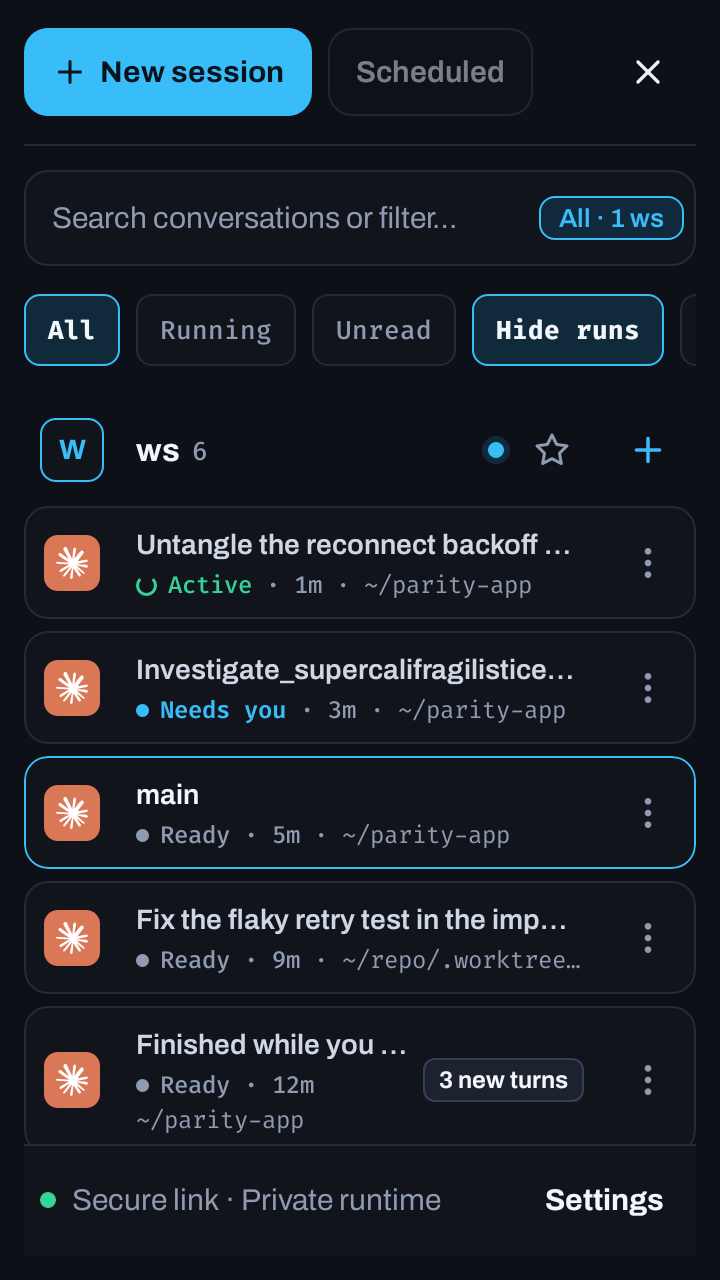 + New session
Scheduled
Search conversations or filter...
All · 1 ws
All
Running
Unread
Hide runs
W
ws 6
Untangle the reconnect backoff ...
Active · 1m · ~/parity-app
Investigate_supercalifragilistice...
Needs you · 3m · ~/parity-app
main
Ready · 5m · ~/parity-app
Fix the flaky retry test in the imp...
Ready · 9m · ~/repo/.worktree...
Finished while you ...
Ready · 12m
~/parity-app
3 new turns
Secure link · Private runtime
Settings